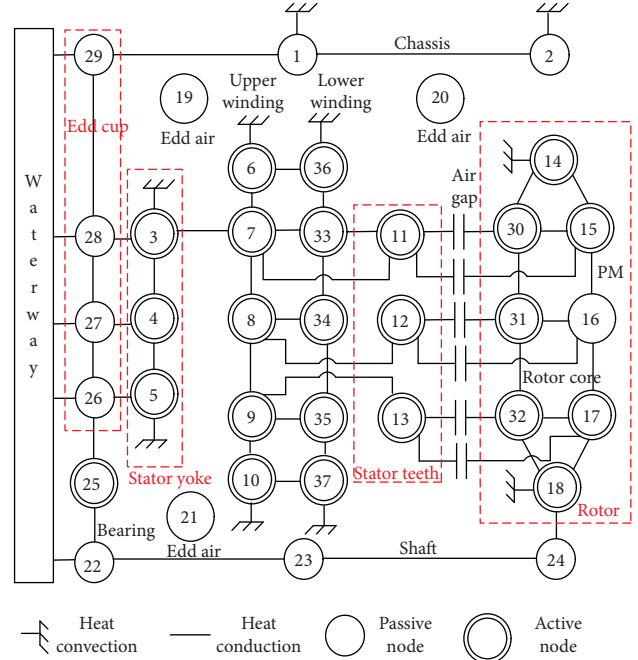 29
1
Chassis
2
Upper
winding
Lower
winding
19
Edd air
20
Edd air
Edd cup
6
36
14
Air
gap
W
a
t
e
r
w
a
y
28
3
7
33
11
30
15
PM
27
4
8
34
12
31
16
Rotor core
26
5
9
35
13
32
17
25
Stator yoke
10
37
Stator teeth
18
Rotor
21
Edd air
Bearing
22
23
Shaft
24
Heat
convection
Heat
conduction
Passive
node
Active
node